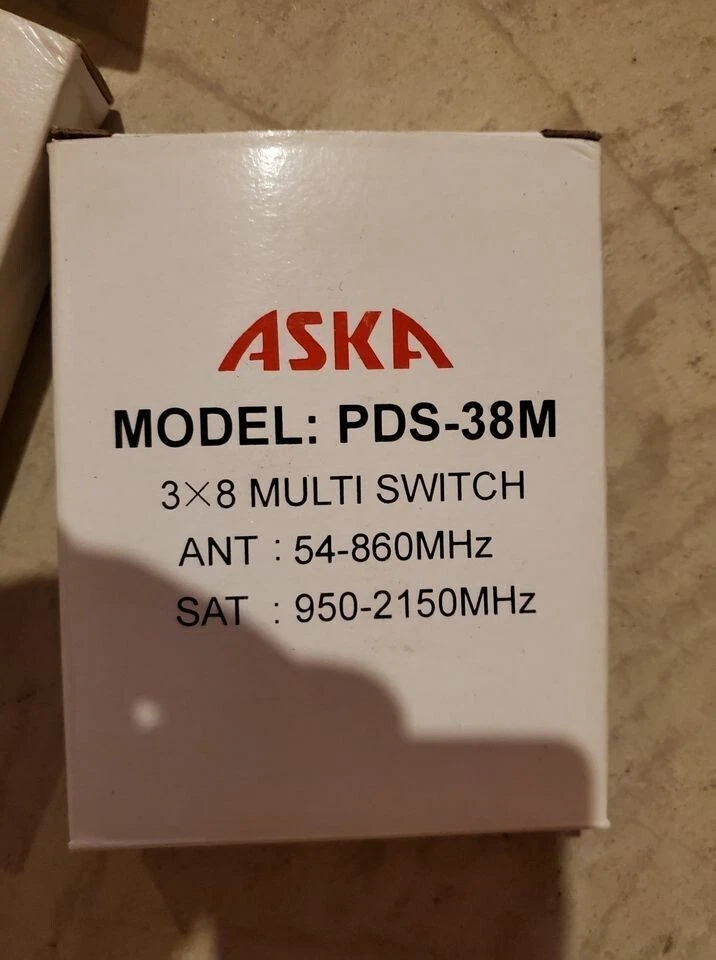 ASKA
MODEL: PDS-38M
3×8 MULTI SWITCH
ANT : 54-860MHz
SAT : 950-2150MHz